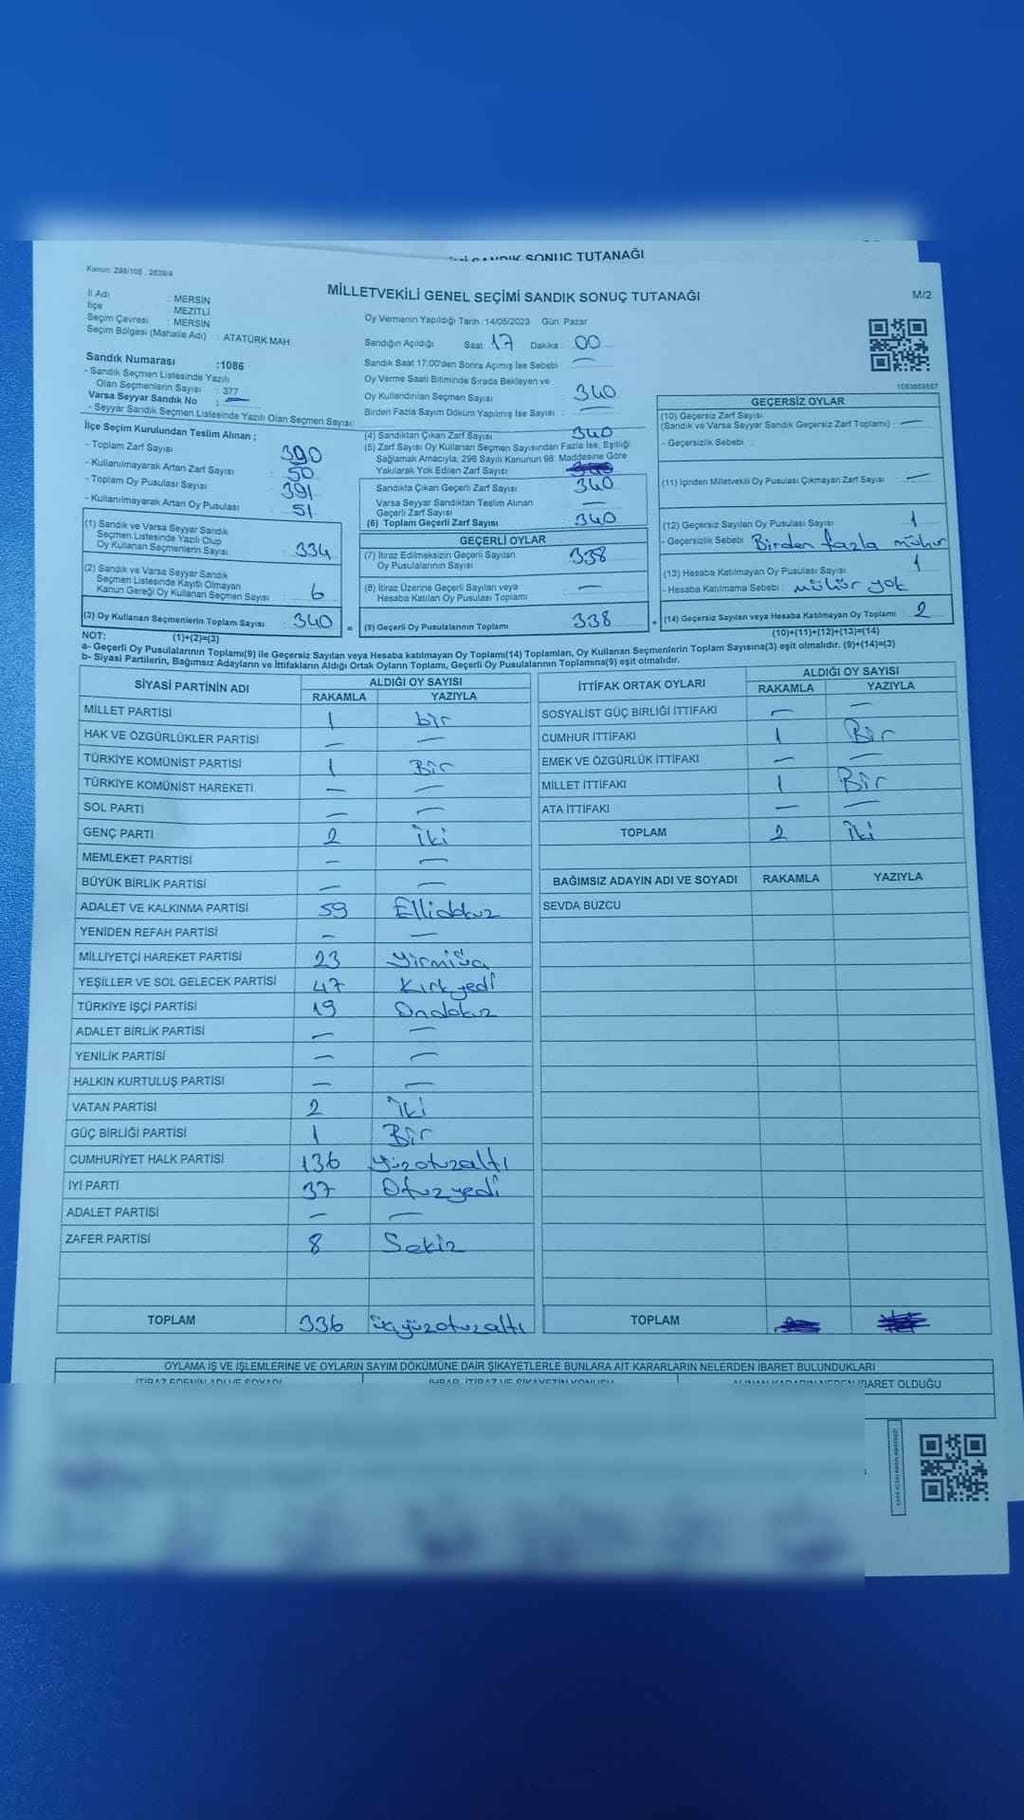 SANDIK SONUÇ TUTANAĞI
Kanun: 298/105 , 2839/4
MİLLETVEKİLİ GENEL SEÇİMİ SANDIK SONUÇ TUTANAĞI
M/2
İl Adı : MERSİN
İlçe : MEZİTLİ
Seçim Çevresi : MERSİN
Seçim Bölgesi (Mahalle Adı) : ATATÜRK MAH.
Sandık Numarası :1086
- Sandık Seçmen Listesinde Yazılı
Olan Seçmenlerin Sayısı : 377
Varsa Seyyar Sandık No : —
- Seyyar Sandık Seçmen Listesinde Yazılı Olan Seçmen Sayısı:
İlçe Seçim Kurulundan Teslim Alınan ;
- Toplam Zarf Sayısı : 390
- Kullanılmayarak Artan Zarf Sayısı : 50
- Toplam Oy Pusulası Sayısı : 391
- Kullanılmayarak Artan Oy Pusulası : 51
(1) Sandık ve Varsa Seyyar Sandık
Seçmen Listesinde Yazılı Olup
Oy Kullanan Seçmenlerin Sayısı : 334
(2) Sandık ve Varsa Seyyar Sandık
Seçmen Listesinde Kayıtlı Olmayan
Kanun Gereği Oy Kullanan Seçmen Sayısı : 6
(3) Oy Kullanan Seçmenlerin Toplam Sayısı : 340 =
(1)+(2)=(3)
Oy Vermenin Yapıldığı Tarih : 14/05/2023 Gün: Pazar
Sandığın Açıldığı Saat: 17 Dakika : 00
Sandık Saat 17:00'den Sonra Açılmış İse Sebebi : —
Oy Verme Saati Bitiminde Sırada Bekleyen ve
Oy Kullandırılan Seçmen Sayısı : 340
Birden Fazla Sayım Döküm Yapılmış İse Sayısı : —
(4) Sandıktan Çıkan Zarf Sayısı : 340
(5) Zarf Sayısı Oy Kullanan Seçmen Sayısından Fazla İse, Eşitliği
Sağlamak Amacıyla, 298 Sayılı Kanunun 98. Maddesine Göre
Yakılarak Yok Edilen Zarf Sayısı :
Sandıkta Çıkan Geçerli Zarf Sayısı : 340
Varsa Seyyar Sandıktan Teslim Alınan
Geçerli Zarf Sayısı : —
(6) Toplam Geçerli Zarf Sayısı : 340
GEÇERLİ OYLAR
(7) İtiraz Edilmeksizin Geçerli Sayılan
Oy Pusulalarının Sayısı : 338
(8) İtiraz Üzerine Geçerli Sayılan veya
Hesaba Katılan Oy Pusulası Toplamı : —
(9) Geçerli Oy Pusulalarının Toplamı : 338 +
1083869887
GEÇERSİZ OYLAR
(10) Geçersiz Zarf Sayısı
(Sandık ve Varsa Seyyar Sandık Geçersiz Zarf Toplamı) : —
- Geçersizlik Sebebi :
(11) İçinden Milletvekili Oy Pusulası Çıkmayan Zarf Sayısı : —
(12) Geçersiz Sayılan Oy Pusulası Sayısı : 1
- Geçersizlik Sebebi : Birden fazla mühür
(13) Hesaba Katılmayan Oy Pusulası Sayısı : 1
- Hesaba Katılmama Sebebi : mühür yok
(14) Geçersiz Sayılan veya Hesaba Katılmayan Oy Toplamı : 2
(10)+(11)+(12)+(13)=(14)
NOT:
a- Geçerli Oy Pusulalarının Toplamı(9) ile Geçersiz Sayılan veya Hesaba katılmayan Oy Toplamı(14) Toplamları, Oy Kullanan Seçmenlerin Toplam Sayısına(3) eşit olmalıdır. (9)+(14)=(3)
b- Siyasi Partilerin, Bağımsız Adayların ve İttifakların Aldığı Ortak Oyların Toplamı, Geçerli Oy Pusulalarının Toplamına(9) eşit olmalıdır.
SİYASİ PARTİNİN ADI
ALDIĞI OY SAYISI
RAKAMLA YAZIYLA
MİLLET PARTİSİ 1 bir
HAK VE ÖZGÜRLÜKLER PARTİSİ — —
TÜRKİYE KOMÜNİST PARTİSİ 1 Bir
TÜRKİYE KOMÜNİST HAREKETİ — —
SOL PARTİ — —
GENÇ PARTİ 2 İki
MEMLEKET PARTİSİ — —
BÜYÜK BİRLİK PARTİSİ — —
ADALET VE KALKINMA PARTİSİ 59 Ellidokuz
YENİDEN REFAH PARTİSİ — —
MİLLİYETÇİ HAREKET PARTİSİ 23 Yirmiüç
YEŞİLLER VE SOL GELECEK PARTİSİ 47 Kırkyedi
TÜRKİYE İŞÇİ PARTİSİ 19 Ondokuz
ADALET BİRLİK PARTİSİ — —
YENİLİK PARTİSİ — —
HALKIN KURTULUŞ PARTİSİ — —
VATAN PARTİSİ 2 İki
GÜÇ BİRLİĞİ PARTİSİ 1 Bir
CUMHURİYET HALK PARTİSİ 136 Yüzotuzaltı
İYİ PARTİ 37 Otuzyedi
ADALET PARTİSİ — —
ZAFER PARTİSİ 8 Sekiz
TOPLAM 336 üçyüzotuzaltı
İTTİFAK ORTAK OYLARI
ALDIĞI OY SAYISI
RAKAMLA YAZIYLA
SOSYALİST GÜÇ BİRLİĞİ İTTİFAKI — —
CUMHUR İTTİFAKI 1 Bir
EMEK VE ÖZGÜRLÜK İTTİFAKI — —
MİLLET İTTİFAKI 1 Bir
ATA İTTİFAKI — —
TOPLAM 2 İki
BAĞIMSIZ ADAYIN ADI VE SOYADI RAKAMLA YAZIYLA
SEVDA BUZCU
TOPLAM
OYLAMA İŞ VE İŞLEMLERİNE VE OYLARIN SAYIM DÖKÜMÜNE DAİR ŞİKAYETLERLE BUNLARA AİT KARARLARIN NELERDEN İBARET BULUNDUKLARI
İTİRAZ EDENİN ADI VE SOYADI İHBAR, İTİRAZ VE ŞİKAYETİN KONUSU ALINAN KARARIN NEDEN İBARET OLDUĞU